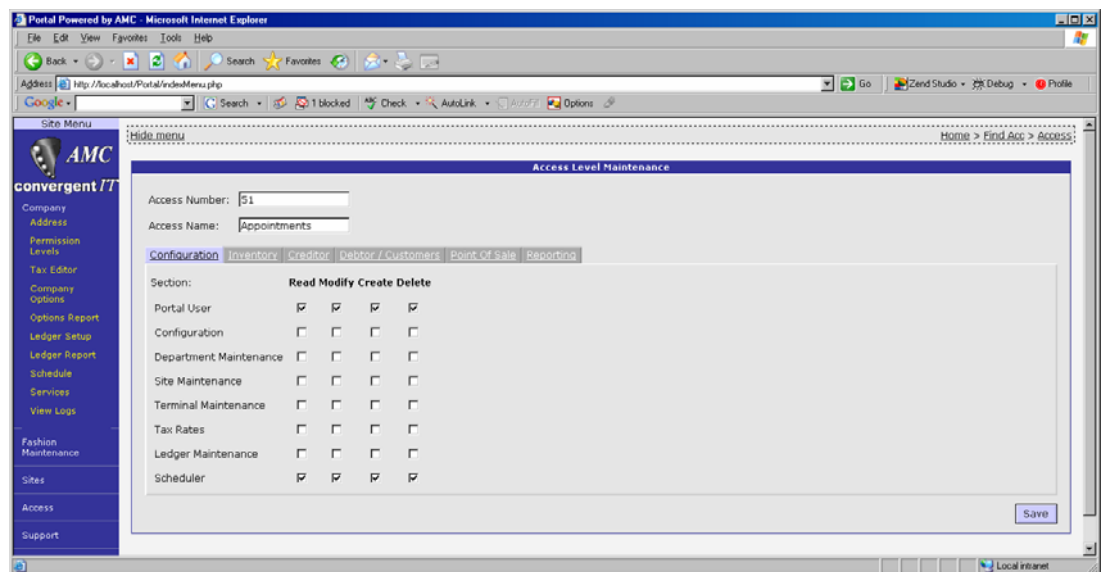 Portal Powered by AMC - Microsoft Internet Explorer
File Edit View Favorites Tools Help
Back Search Favorites
Address http://localhost/Portal/indexMenu.php Go Zend Studio Debug Profile
Google Search 1 blocked Check AutoLink AutoFill Options
Site Menu
Hide menu Home > Find Acc > Access
AMC
convergent IT
Access Level Maintenance
Company
Address
Permission
Levels
Tax Editor
Company
Options
Options Report
Ledger Setup
Ledger Report
Schedule
Services
View Logs
Fashion
Maintenance
Sites
Access
Support
Access Number: 51
Access Name: Appointments
Configuration Inventory Creditor Debtor / Customers Point Of Sale Reporting
Section: Read Modify Create Delete
Portal User
Configuration
Department Maintenance
Site Maintenance
Terminal Maintenance
Tax Rates
Ledger Maintenance
Scheduler
Save
Local intranet